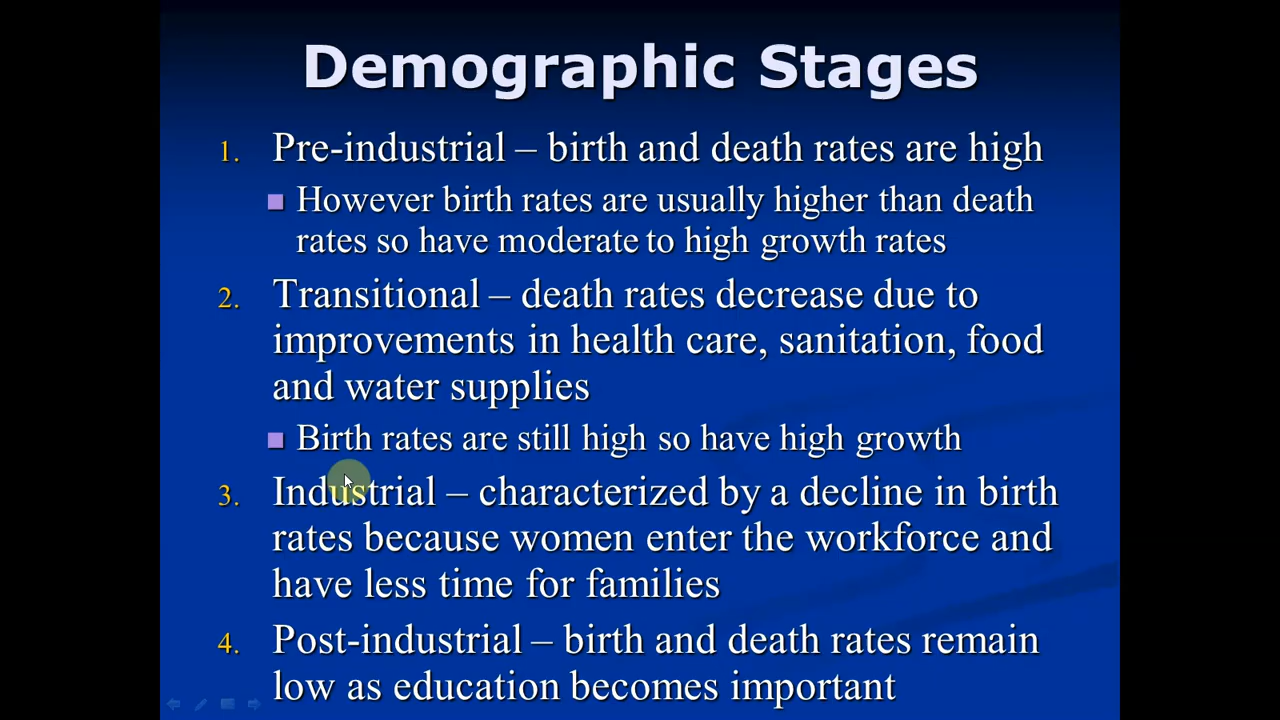 Demographic Stages
1. Pre-industrial – birth and death rates are high
However birth rates are usually higher than death
rates so have moderate to high growth rates
2. Transitional – death rates decrease due to
improvements in health care, sanitation, food
and water supplies
Birth rates are still high so have high growth
3. Industrial – characterized by a decline in birth
rates because women enter the workforce and
have less time for families
4. Post-industrial – birth and death rates remain
low as education becomes important